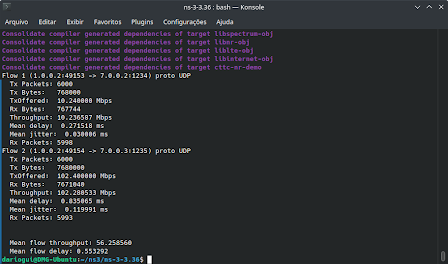 ns-3-3.36 : bash — Konsole
Arquivo Editar Exibir Favoritos Plugins Configurações Ajuda
Consolidate compiler generated dependencies of target libspectrum-obj
Consolidate compiler generated dependencies of target libnr-obj
Consolidate compiler generated dependencies of target liblte-obj
Consolidate compiler generated dependencies of target libinternet-obj
Consolidate compiler generated dependencies of target cttc-nr-demo
Flow 1 (1.0.0.2:49153 -> 7.0.0.2:1234) proto UDP
Tx Packets: 6000
Tx Bytes: 768000
TxOffered: 10.240000 Mbps
Rx Bytes: 767744
Throughput: 10.236587 Mbps
Mean delay: 0.271518 ms
Mean jitter: 0.030006 ms
Rx Packets: 5998
Flow 2 (1.0.0.2:49154 -> 7.0.0.3:1235) proto UDP
Tx Packets: 6000
Tx Bytes: 7680000
TxOffered: 102.400000 Mbps
Rx Bytes: 7671040
Throughput: 102.280533 Mbps
Mean delay: 0.835065 ms
Mean jitter: 0.119991 ms
Rx Packets: 5993
Mean flow throughput: 56.258560
Mean flow delay: 0.553292
dariogui@DMG-Ubuntu:~/ns3/ns-3-3.36$